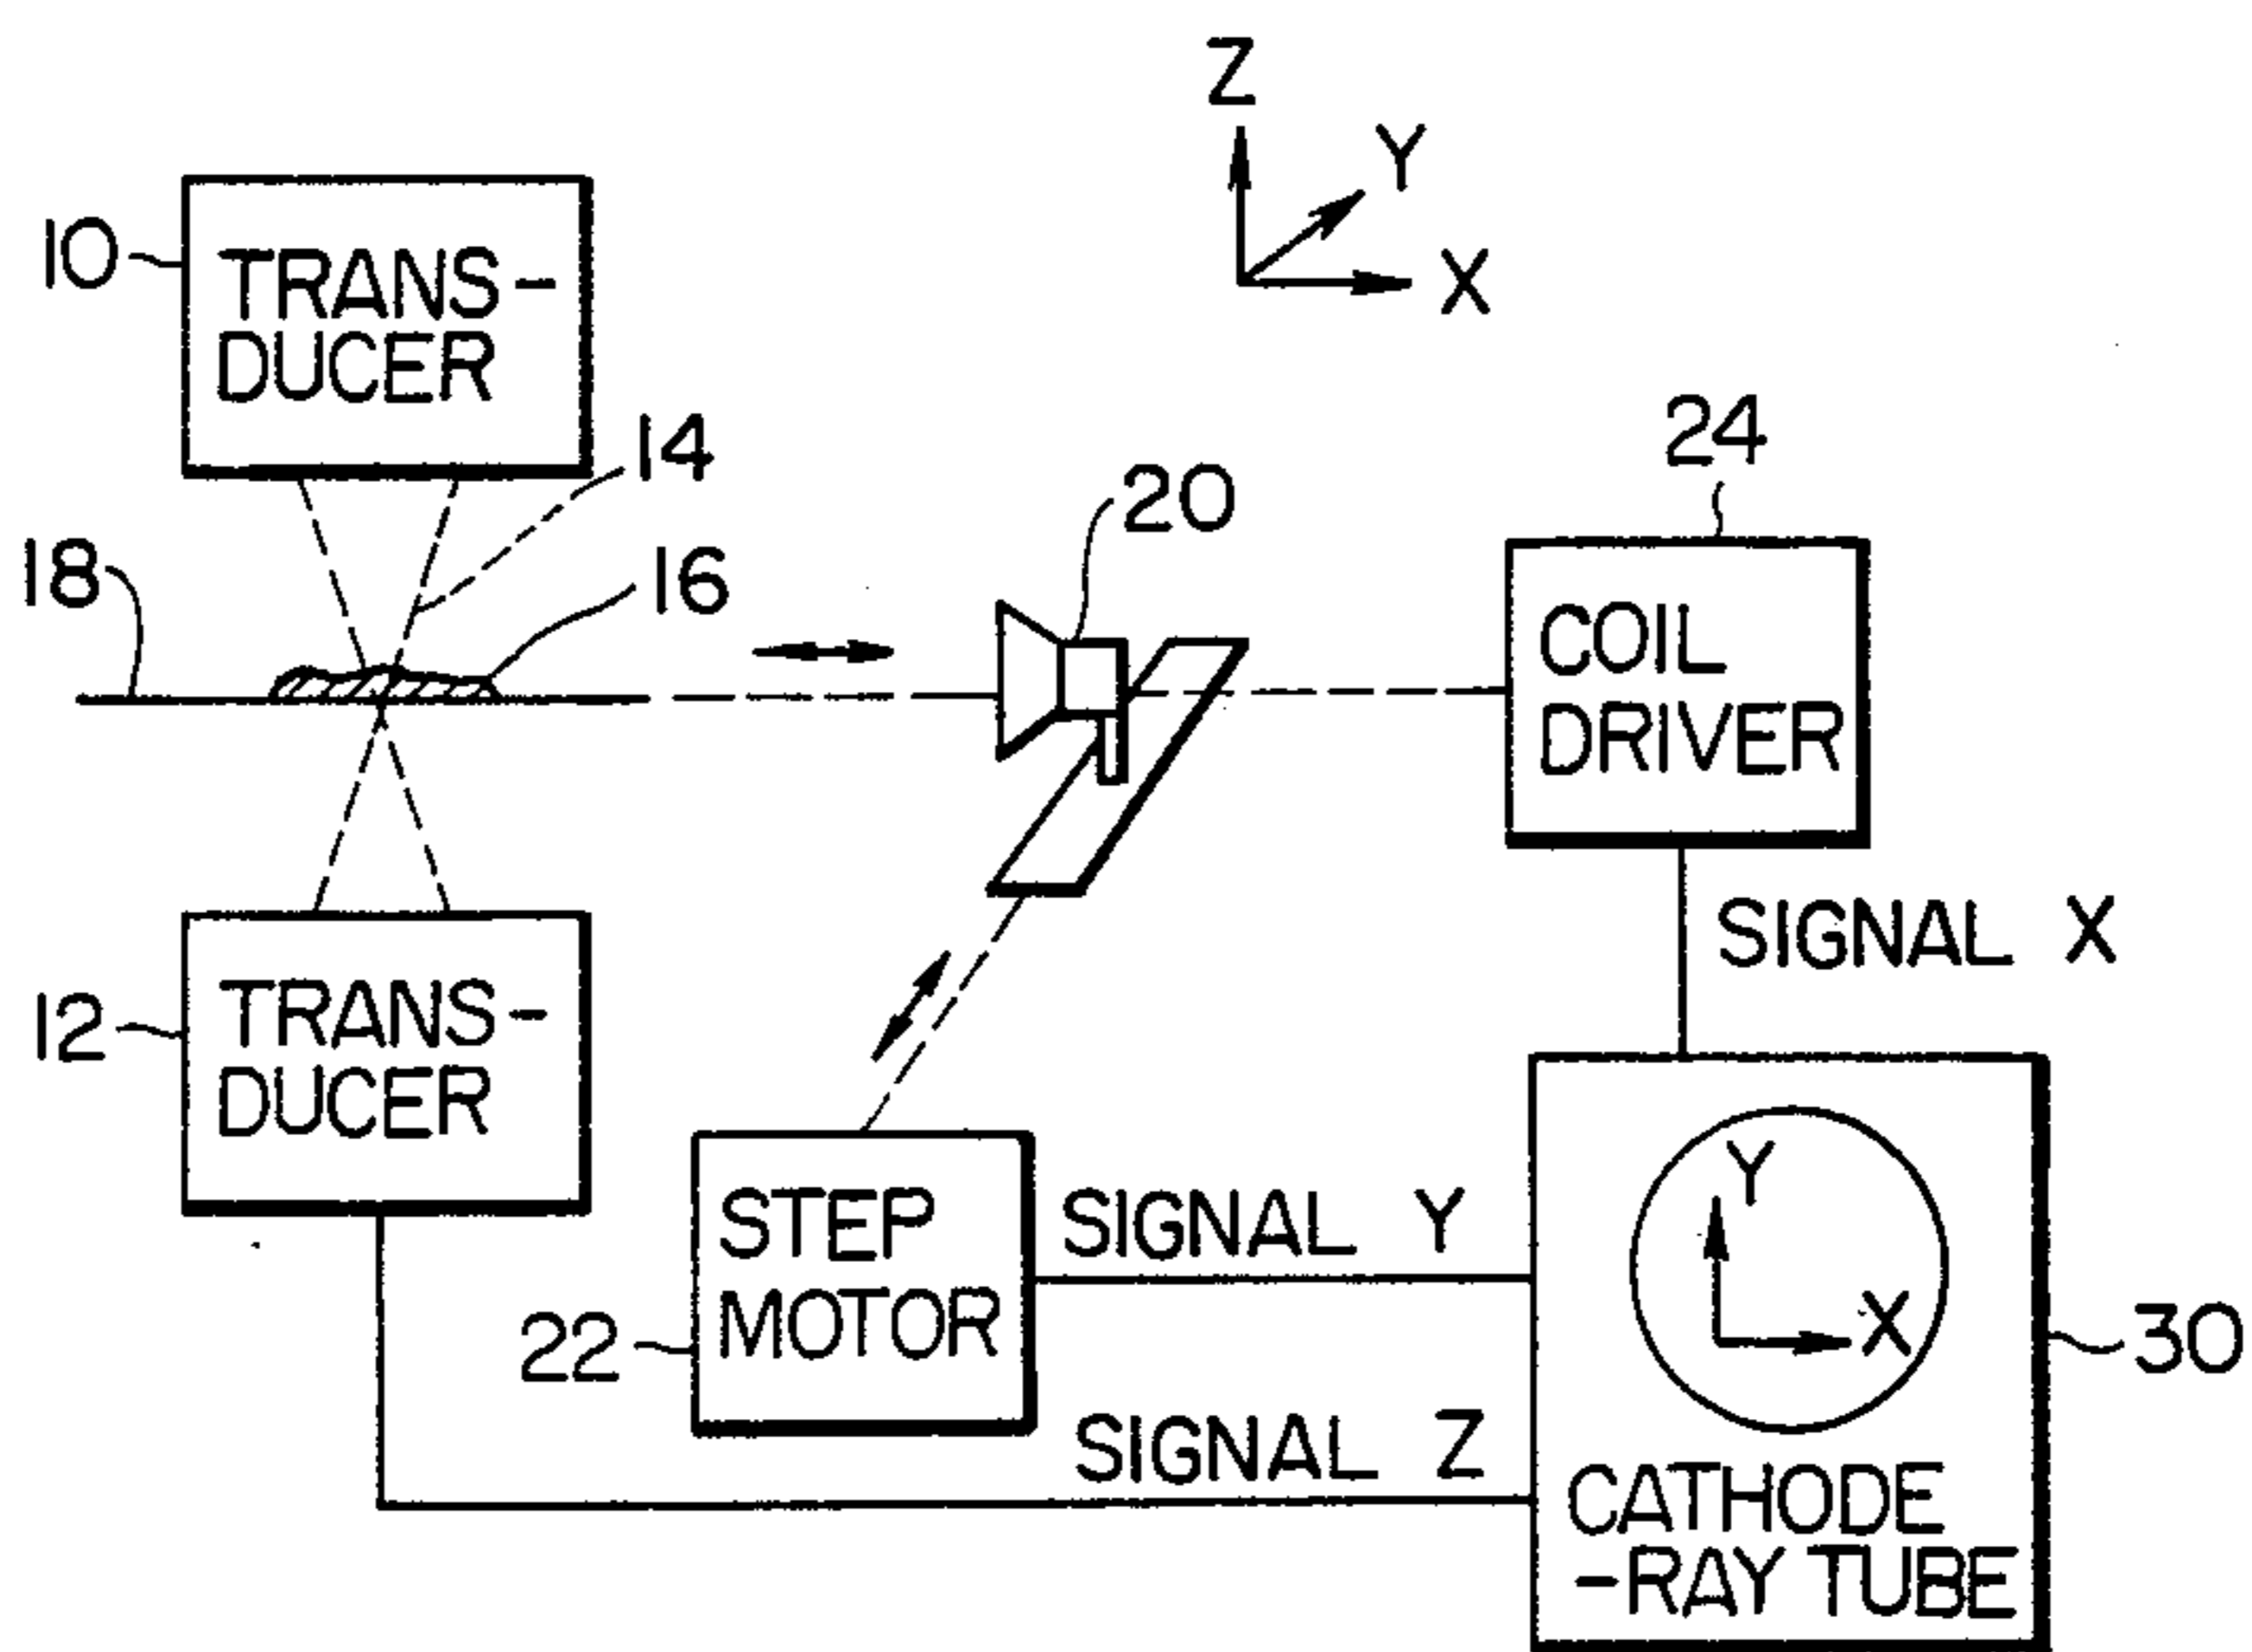 Z
Y
X
10
TRANS-
DUCER
14
24
18
16
20
COIL
DRIVER
SIGNAL X
12
TRANS-
DUCER
STEP
MOTOR
22
SIGNAL Y
SIGNAL Z
Y
X
30
CATHODE
-RAY TUBE